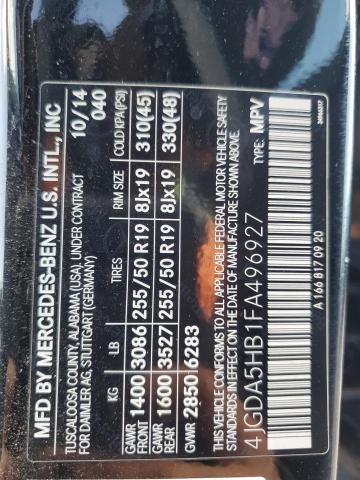 MFD BY MERCEDES-BENZ U.S. INTL., INC
TUSCALOOSA COUNTY, ALABAMA (USA), UNDER CONTRACT 10/14
FOR DAIMLER AG, STUTTGART (GERMANY) 040
KG LB TIRES RIM SIZE COLD KPA(PSI)
GAWR FRONT 1400 3086 255/50 R19 8Jx19 310(45)
GAWR REAR 1600 3527 255/50 R19 8Jx19 330(48)
GVWR 2850 6283
THIS VEHICLE CONFORMS TO ALL APPLICABLE FEDERAL MOTOR VEHICLE SAFETY
STANDARDS IN EFFECT ON THE DATE OF MANUFACTURE SHOWN ABOVE.
4JGDA5HB1FA496927 TYPE: MPV
A 166 817 09 20